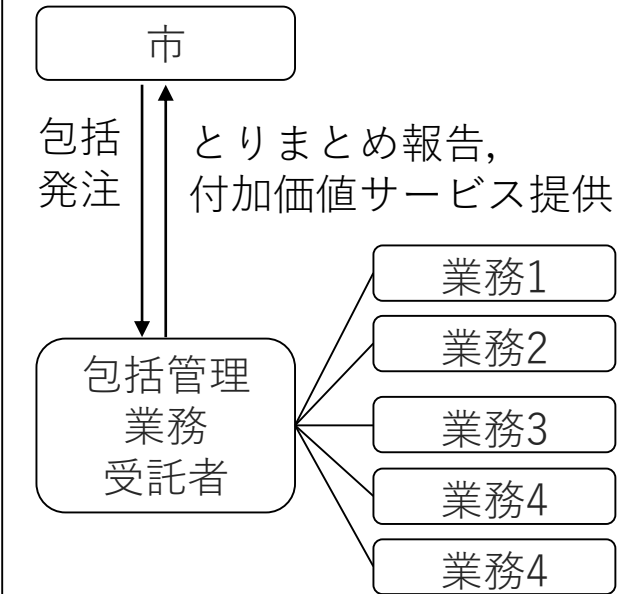 市
包括
発注
とりまとめ報告,
付加価値サービス提供
包括管理
業務
受託者
業務1
業務2
業務3
業務4
業務4